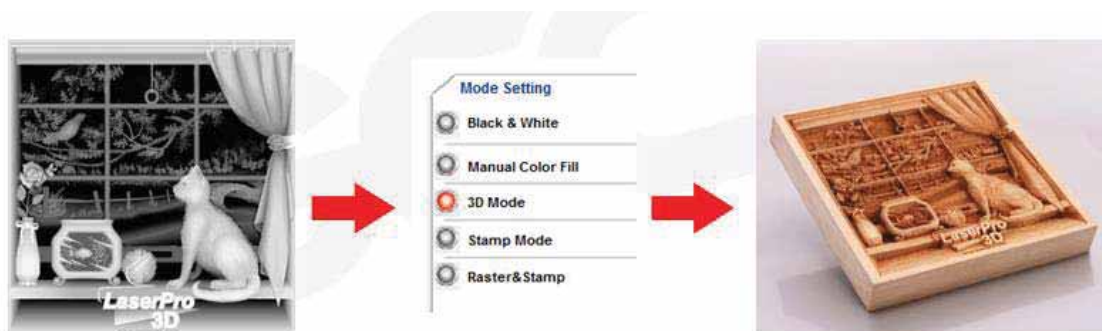 LaserPro
3D
Mode Setting
Black & White
Manual Color Fill
3D Mode
Stamp Mode
Raster&Stamp
LaserPro
3D